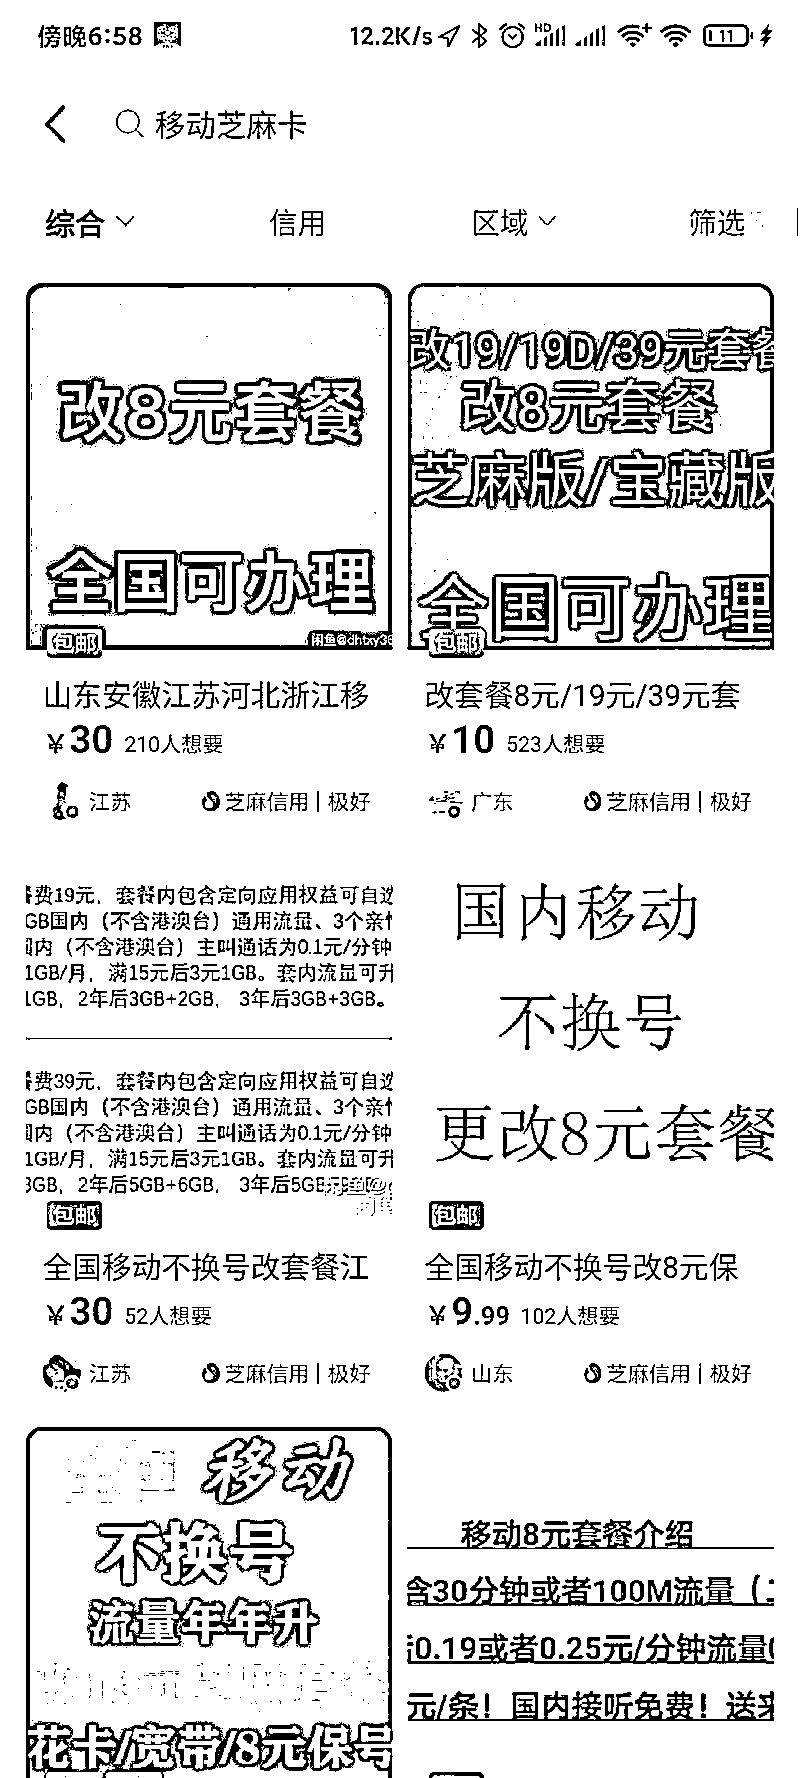 傍晚6:58
12.2K/s
HD
11
移动芝麻卡
综合
信用
区域
筛选
改8元套餐
全国可办理
包邮
闲鱼@dhtxy36
山东安徽江苏河北浙江移
¥30 210人想要
江苏
芝麻信用|极好
改19/19D/39元套餐
改8元套餐
芝麻版/宝藏版
全国可办理
包邮
改套餐8元/19元/39元套
¥10 523人想要
广东
芝麻信用|极好
费19元，套餐内包含定向应用权益可自选
GB国内（不含港澳台）通用流量、3个亲情
国内（不含港澳台）主叫通话为0.1元/分钟
1GB/月，满15元后3元1GB。套内流量可升
1GB，2年后3GB+2GB，3年后3GB+3GB。
费39元，套餐内包含定向应用权益可自选
GB国内（不含港澳台）通用流量、3个亲情
国内（不含港澳台）主叫通话为0.1元/分钟
1GB/月，满15元后3元1GB。套内流量可升
3GB，2年后5GB+6GB，3年后5GB
包邮
全国移动不换号改套餐江
¥30 52人想要
江苏
芝麻信用|极好
国内移动
不换号
更改8元套餐
包邮
全国移动不换号改8元保
¥9.99 102人想要
山东
芝麻信用|极好
移动
不换号
流量年年升
花卡/宽带/8元保号
移动8元套餐介绍
含30分钟或者100M流量（
0.19或者0.25元/分钟流量
元/条！国内接听免费！送来